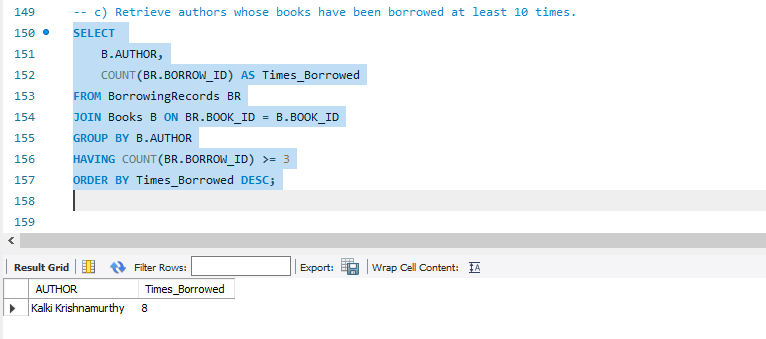 149 -- c) Retrieve authors whose books have been borrowed at least 10 times.
150 SELECT
151 B.AUTHOR,
152 COUNT(BR.BORROW_ID) AS Times_Borrowed
153 FROM BorrowingRecords BR
154 JOIN Books B ON BR.BOOK_ID = B.BOOK_ID
155 GROUP BY B.AUTHOR
156 HAVING COUNT(BR.BORROW_ID) >= 3
157 ORDER BY Times_Borrowed DESC;
158
159
Result Grid Filter Rows: Export: Wrap Cell Content: IA
AUTHOR Times_Borrowed
Kalki Krishnamurthy 8